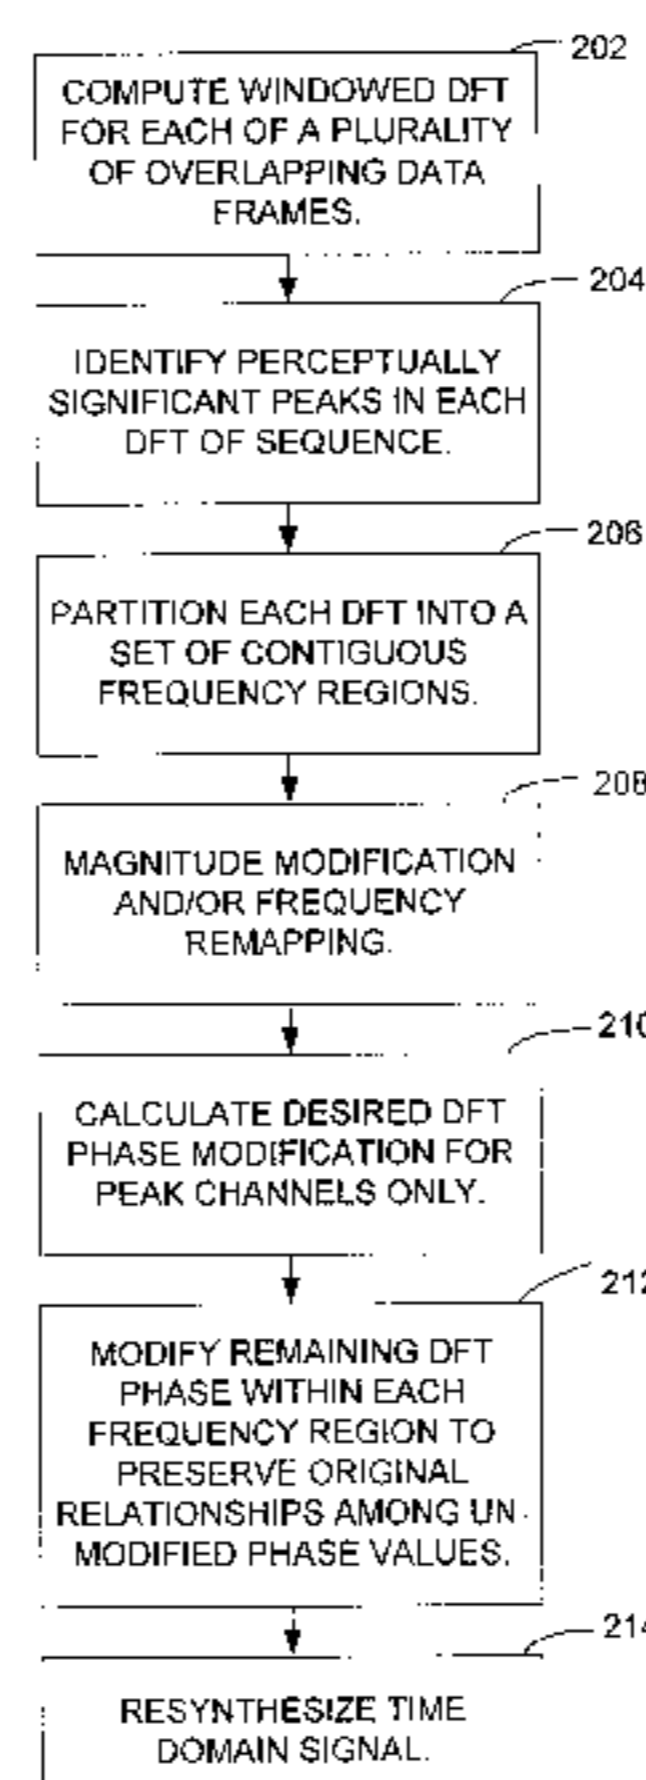 202
COMPUTE WINDOWED DFT
FOR EACH OF A PLURALITY
OF OVERLAPPING DATA
FRAMES.
204
IDENTIFY PERCEPTUALLY
SIGNIFICANT PEAKS IN EACH
DFT OF SEQUENCE.
206
PARTITION EACH DFT INTO A
SET OF CONTIGUOUS
FREQUENCY REGIONS.
208
MAGNITUDE MODIFICATION
AND/OR FREQUENCY
REMAPPING.
210
CALCULATE DESIRED DFT
PHASE MODIFICATION FOR
PEAK CHANNELS ONLY.
212
MODIFY REMAINING DFT
PHASE WITHIN EACH
FREQUENCY REGION TO
PRESERVE ORIGINAL
RELATIONSHIPS AMONG UN-
MODIFIED PHASE VALUES.
214
RESYNTHESIZE TIME
DOMAIN SIGNAL.